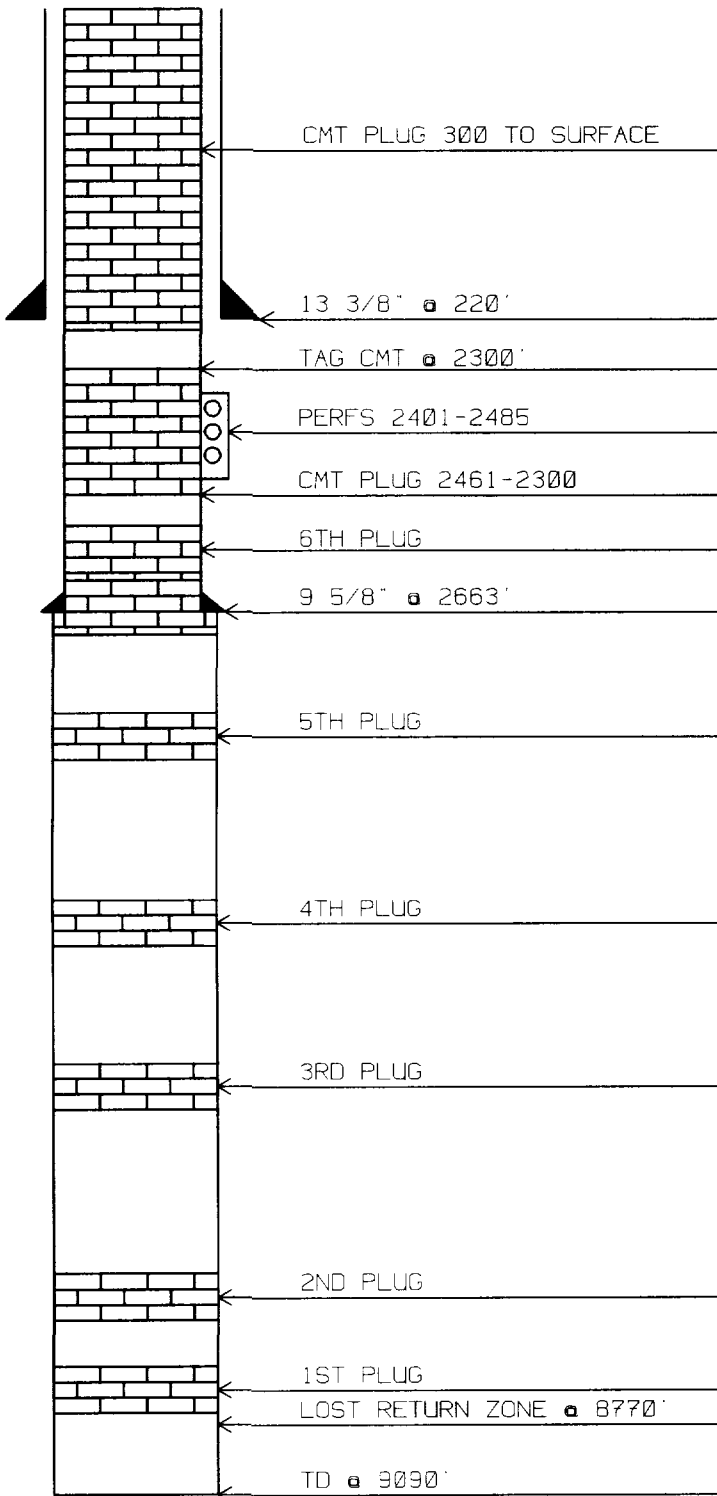 CMT PLUG 300 TO SURFACE
13 3/8" @ 220'
TAG CMT @ 2300'
PERFS 2401-2485
CMT PLUG 2461-2300
6TH PLUG
9 5/8" @ 2663'
5TH PLUG
4TH PLUG
3RD PLUG
2ND PLUG
1ST PLUG
LOST RETURN ZONE @ 8770'
TD @ 9090'